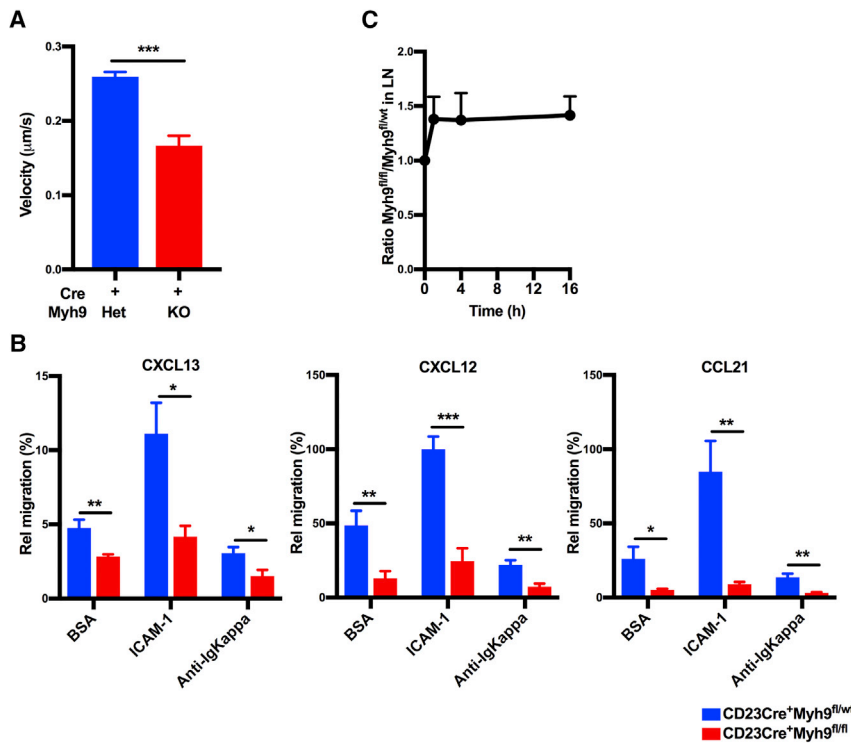 A
Velocity (μm/s)
0.3
0.2
0.1
0.0
***
Cre + +
Myh9 Het KO
C
Ratio Myh9fl/fl/Myh9fl/wt in LN
2.0
1.5
1.0
0.5
0.0
0 4 8 12 16
Time (h)
B
CXCL13
Rel migration (%)
15
10
5
0
**
*
*
BSA
ICAM-1
Anti-IgKappa
CXCL12
Rel migration (%)
150
100
50
0
**
***
**
BSA
ICAM-1
Anti-IgKappa
CCL21
Rel migration (%)
150
100
50
0
*
**
**
BSA
ICAM-1
Anti-IgKappa
CD23Cre+Myh9fl/wt
CD23Cre+Myh9fl/fl